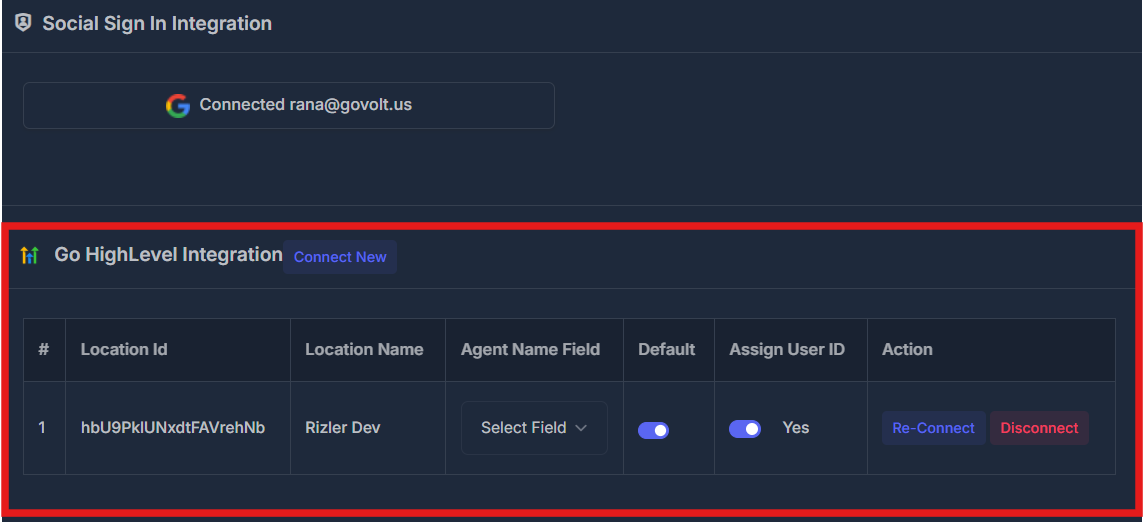 Social Sign In Integration
Connected rana@govolt.us
Go HighLevel Integration Connect New
# Location Id Location Name Agent Name Field Default Assign User ID Action
1 hbU9PklUNxdtFAVrehNb Rizler Dev Select Field Yes Re-Connect Disconnect